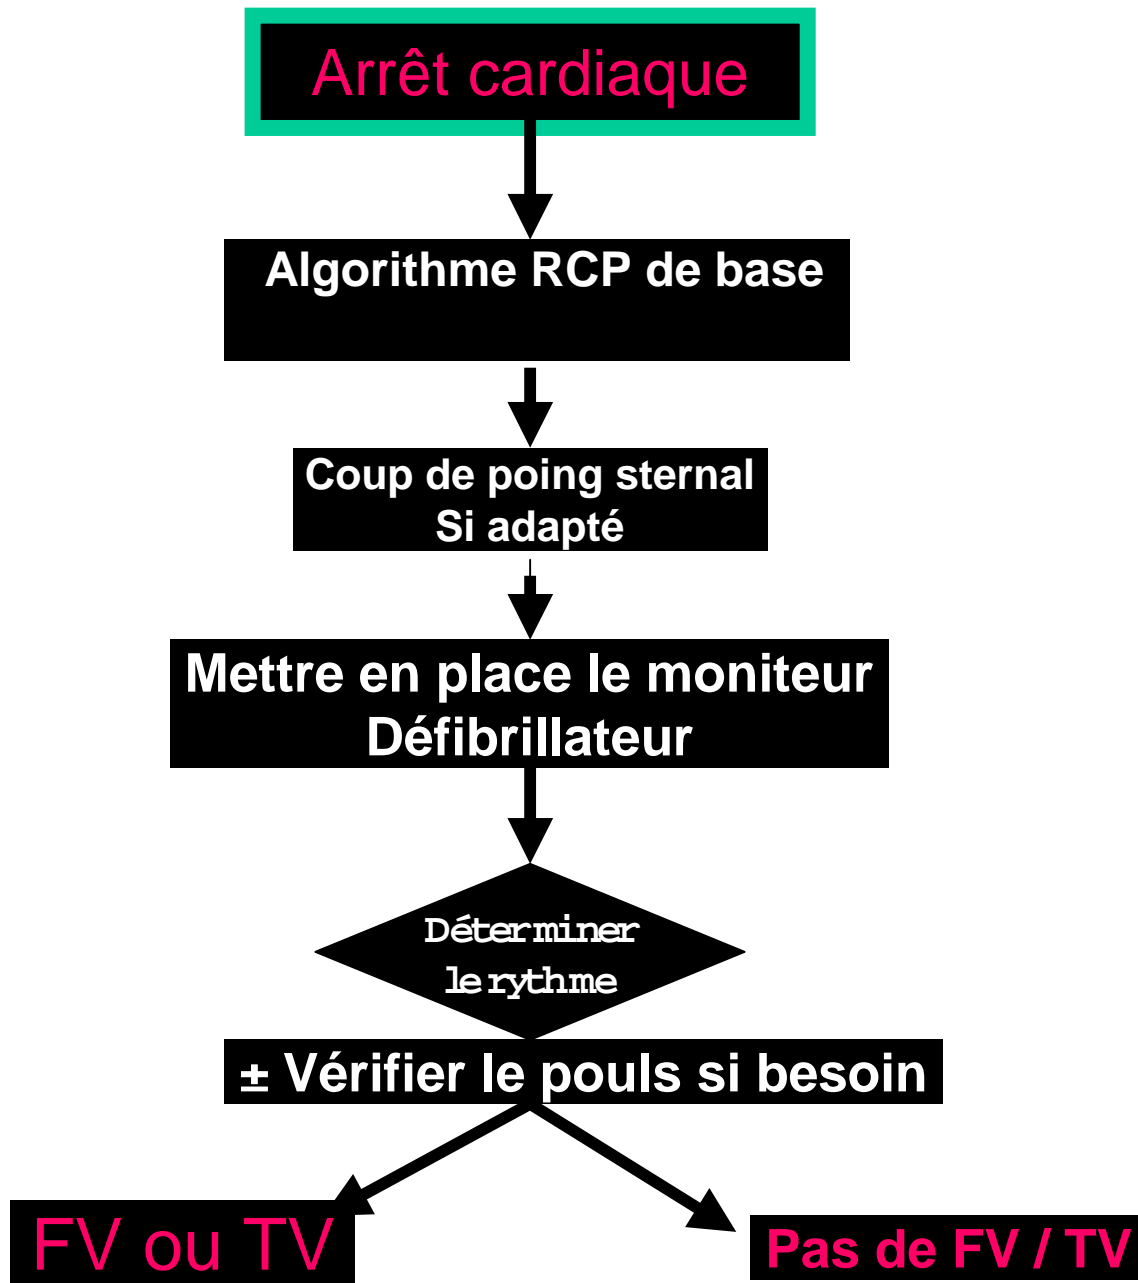 Arrêt cardiaque
Algorithme RCP de base
Coup de poing sternal
Si adapté
Mettre en place le moniteur
Défibrillateur
Déterminer
le rythme
± Vérifier le pouls si besoin
FV ou TV
Pas de FV / TV